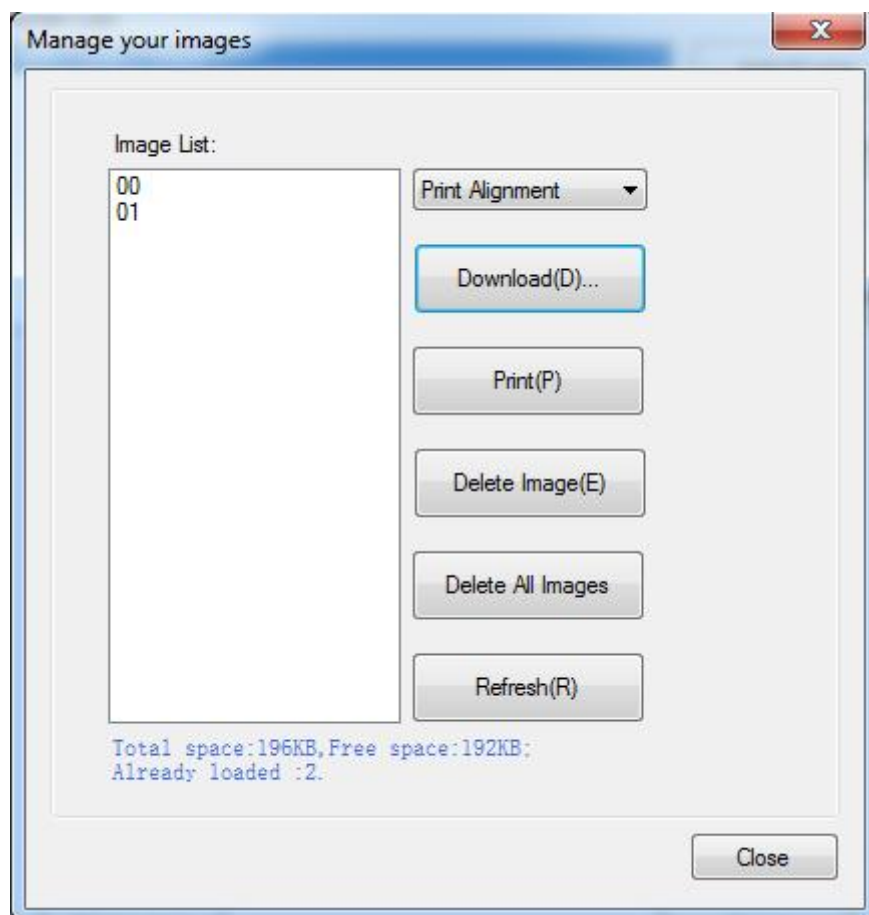 Manage your images
Image List:
00
01
Print Alignment
Download(D)...
Print(P)
Delete Image(E)
Delete All Images
Refresh(R)
Total space:196KB,Free space:192KB;
Already loaded :2.
Close